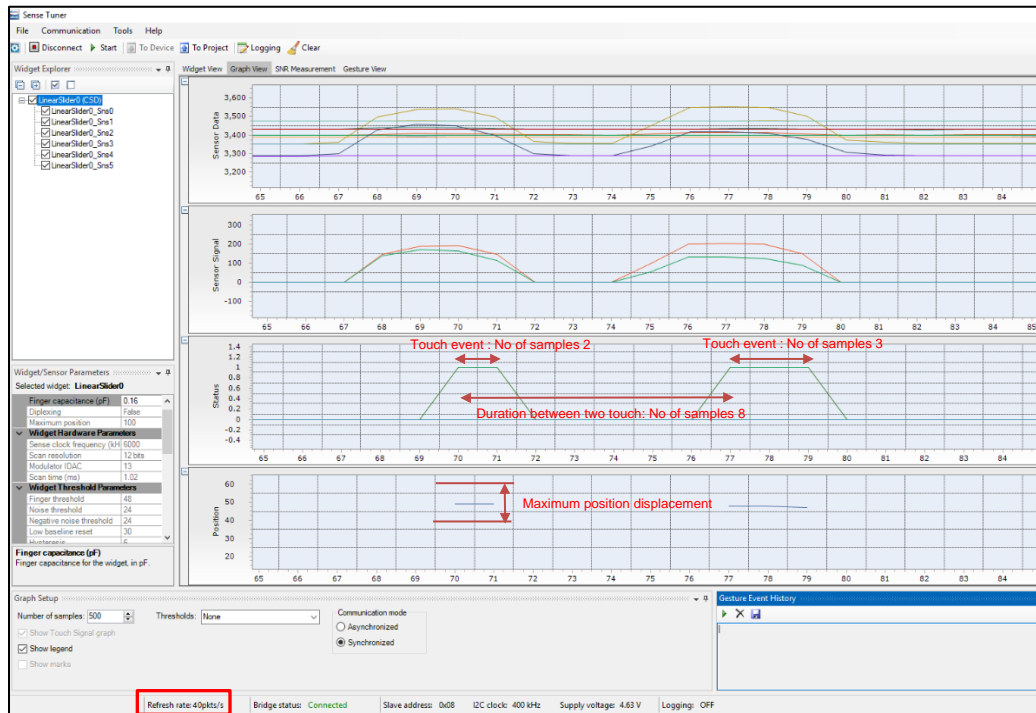 Sense Tuner
File Communication Tools Help
Disconnect Start To Device To Project Logging Clear
Widget Explorer
LinearSlider0 (CSD)
LinearSlider0_Sns0
LinearSlider0_Sns1
LinearSlider0_Sns2
LinearSlider0_Sns3
LinearSlider0_Sns4
LinearSlider0_Sns5
Widget View Graph View SNR Measurement Gesture View
Sensor Data
3,600
3,500
3,400
3,300
3,200
65 66 67 68 69 70 71 72 73 74 75 76 77 78 79 80 81 82 83 84
Sensor Signal
300
200
100
0
-100
65 66 67 68 69 70 71 72 73 74 75 76 77 78 79 80 81 82 83 84 85
Touch event : No of samples 2
Touch event : No of samples 3
Duration between two touch: No of samples 8
Status
1.4
1.2
1
0.8
0.6
0.4
0.2
0
-0.2
-0.4
65 66 67 68 69 70 71 72 73 74 75 76 77 78 79 80 81 82 83 84
Maximum position displacement
Position
60
50
40
30
20
65 66 67 68 69 70 71 72 73 74 75 76 77 78 79 80 81 82 83 84
Widget/Sensor Parameters
Selected widget: LinearSlider0
Finger capacitance (pF) 0.16
Diplexing False
Maximum position 100
Widget Hardware Parameters
Sense clock frequency (kH 6000
Scan resolution 12 bits
Modulator IDAC 13
Scan time (ms) 1.02
Widget Threshold Parameters
Finger threshold 48
Noise threshold 24
Negative noise threshold 24
Low baseline reset 30
Hysteresis 6
Finger capacitance (pF)
Finger capacitance for the widget, in pF.
Graph Setup
Number of samples: 500
Thresholds: None
Show Touch Signal graph
Show legend
Show marks
Communication mode
Asynchronized
Synchronized
Gesture Event History
Refresh rate: 40pkts/s Bridge status: Connected Slave address: 0x08 I2C clock: 400 kHz Supply voltage: 4.63 V Logging: OFF